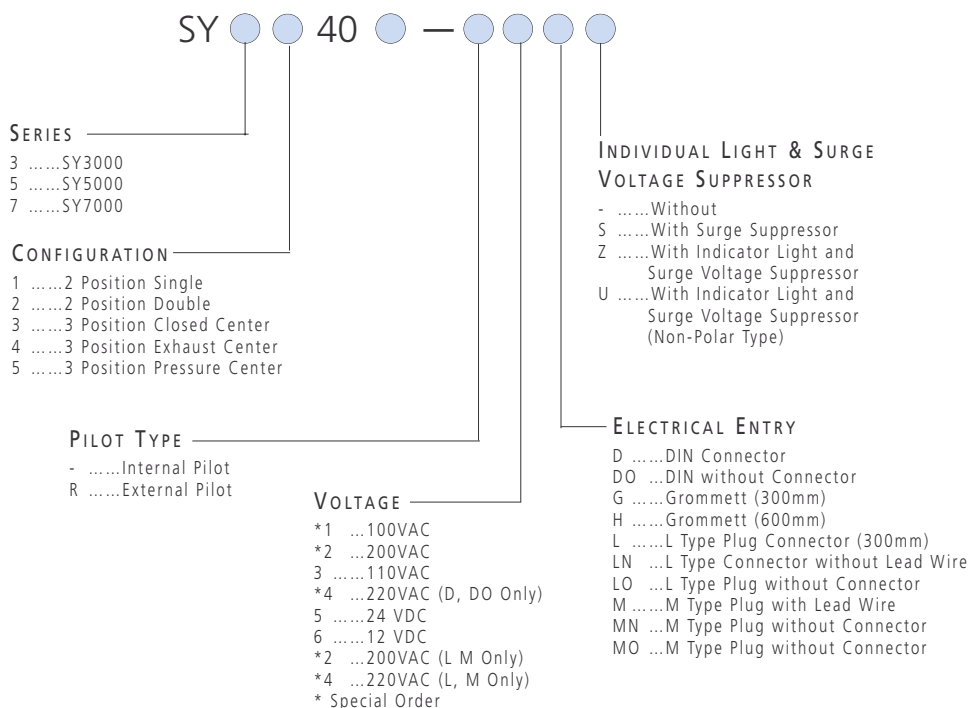 SY 40 —
SERIES
3 ……SY3000
5 ……SY5000
7 ……SY7000
CONFIGURATION
1 ……2 Position Single
2 ……2 Position Double
3 ……3 Position Closed Center
4 ……3 Position Exhaust Center
5 ……3 Position Pressure Center
PILOT TYPE
- ……Internal Pilot
R ……External Pilot
VOLTAGE
*1 …100VAC
*2 …200VAC
3 ……110VAC
*4 …220VAC (D, DO Only)
5 ……24 VDC
6 ……12 VDC
*2 …200VAC (L M Only)
*4 …220VAC (L, M Only)
* Special Order
INDIVIDUAL LIGHT & SURGE
VOLTAGE SUPPRESSOR
- ……Without
S ……With Surge Suppressor
Z ……With Indicator Light and
Surge Voltage Suppressor
U ……With Indicator Light and
Surge Voltage Suppressor
(Non-Polar Type)
ELECTRICAL ENTRY
D ……DIN Connector
DO …DIN without Connector
G ……Grommett (300mm)
H ……Grommett (600mm)
L ……L Type Plug Connector (300mm)
LN …L Type Connector without Lead Wire
LO …L Type Plug without Connector
M ……M Type Plug with Lead Wire
MN …M Type Plug without Connector
MO …M Type Plug without Connector